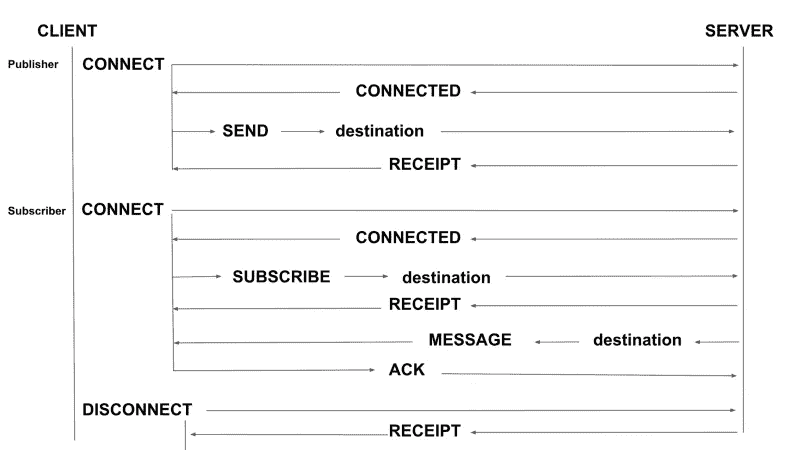 CLIENT SERVER
Publisher CONNECT
CONNECTED
SEND destination
RECEIPT
Subscriber CONNECT
CONNECTED
SUBSCRIBE destination
RECEIPT
MESSAGE destination
ACK
DISCONNECT
RECEIPT